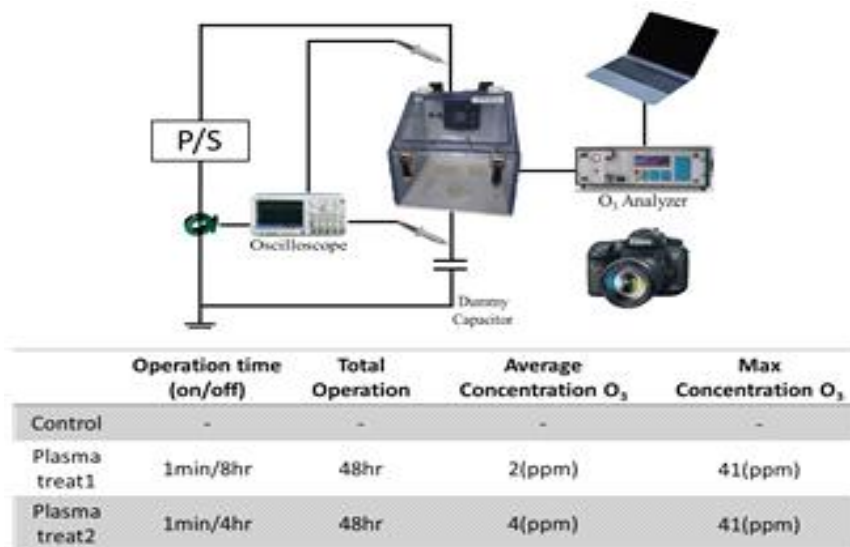 P/S
Oscilloscope
O₃ Analyzer
Dummy
Capacitor
Operation time Total Average Max
(on/off) Operation Concentration O₃ Concentration O₃
Control - - - -
Plasma
treat1 1min/8hr 48hr 2(ppm) 41(ppm)
Plasma
treat2 1min/4hr 48hr 4(ppm) 41(ppm)